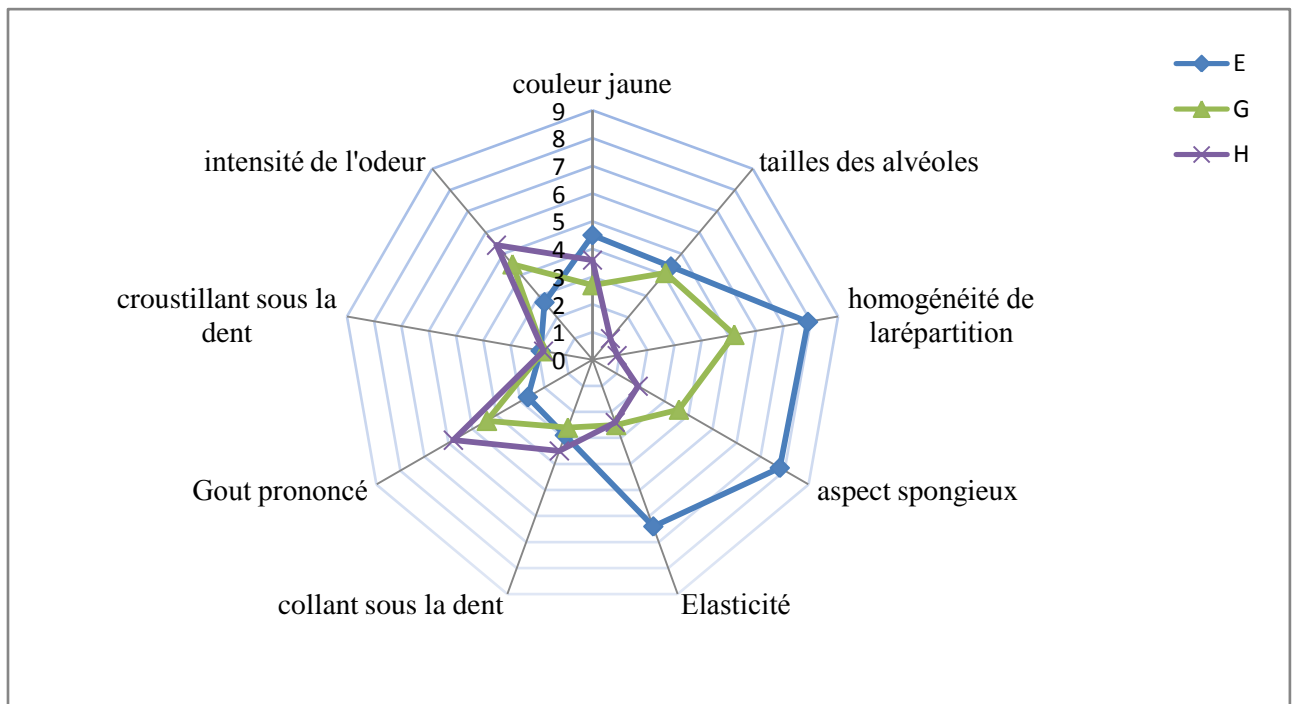 couleur jaune
tailles des alvéoles
homogénéité de
larépartition
aspect spongieux
Elasticité
collant sous la dent
Gout prononcé
croustillant sous la
dent
intensité de l'odeur
9
8
7
6
5
4
3
2
1
0
E
G
H